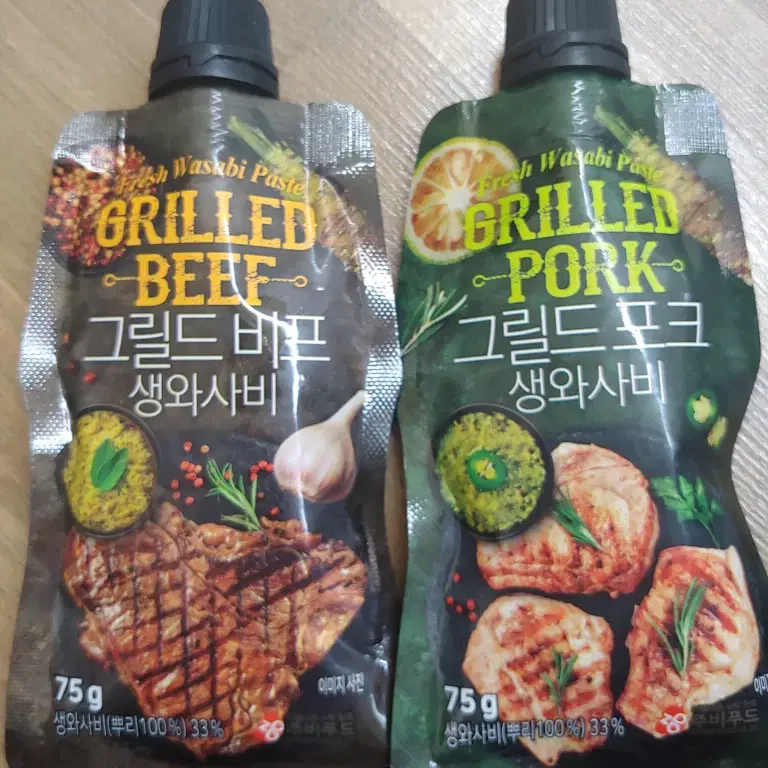 Fresh Wasabi Paste
GRILLED
BEEF
그릴드 비프
생와사비
이미지 사진
75g
생와사비(뿌리100%) 33%
Fresh Wasabi Paste
GRILLED
PORK
그릴드 포크
생와사비
75g
생와사비(뿌리100%) 33%